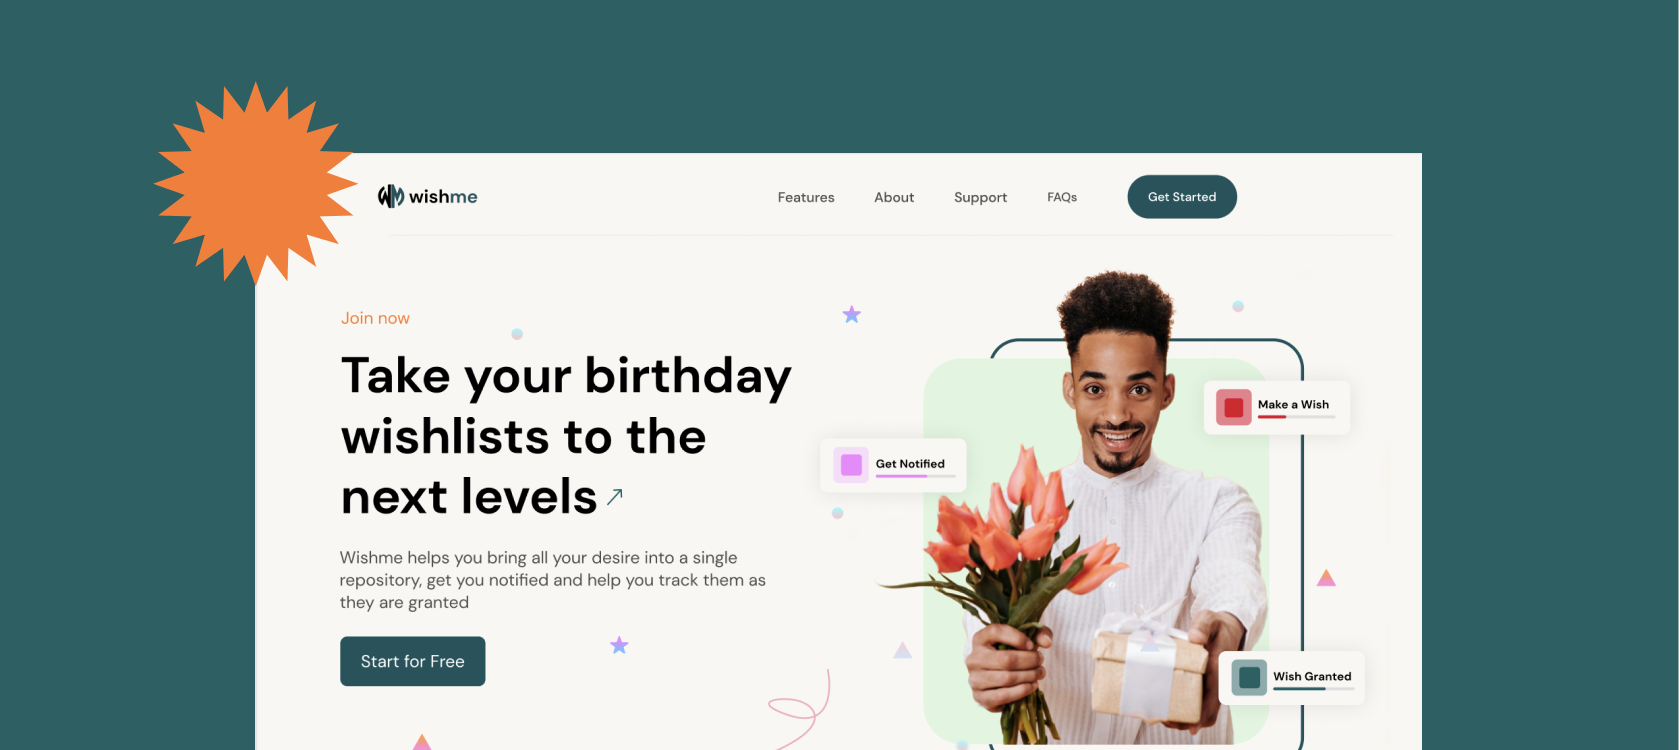 wishme
Features
About
Support
FAQs
Get Started
Join now
Take your birthday
wishlists to the
next levels
Wishme helps you bring all your desire into a single
repository, get you notified and help you track them as
they are granted
Start for Free
Make a Wish
Get Notified
Wish Granted